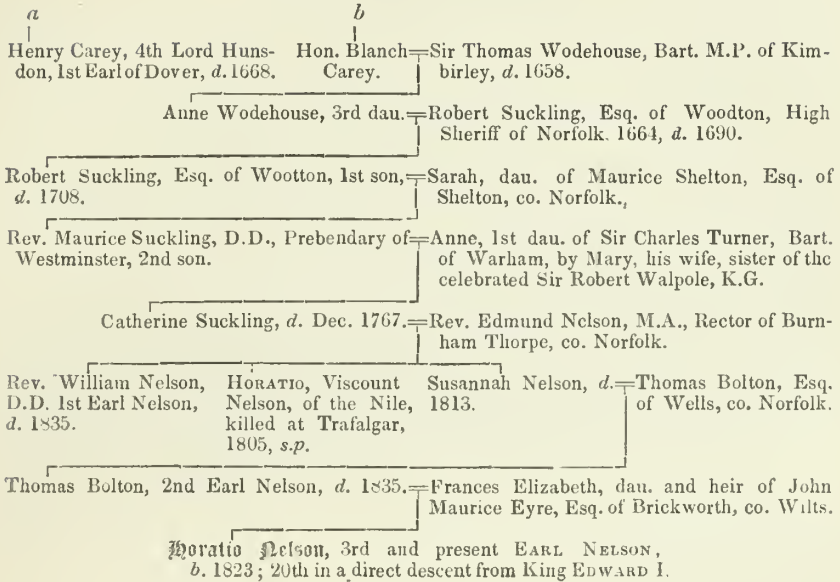 a b
Henry Carey, 4th Lord Huns- Hon. Blanch=Sir Thomas Wodehouse, Bart. M.P. of Kim-
don, 1st Earl of Dover, d. 1668. Carey. birley, d. 1658.
Anne Wodehouse, 3rd dau.=Robert Suckling, Esq. of Woodton, High
Sheriff of Norfolk. 1664, d. 1690.
Robert Suckling, Esq. of Wootton, 1st son,=Sarah, dau. of Maurice Shelton, Esq. of
d. 1708. Shelton, co. Norfolk.,
Rev. Maurice Suckling, D.D., Prebendary of=Anne, 1st dau. of Sir Charles Turner, Bart.
Westminster, 2nd son. of Warham, by Mary, his wife, sister of the
celebrated Sir Robert Walpole, K.G.
Catherine Suckling, d. Dec. 1767.=Rev. Edmund Nelson, M.A., Rector of Burn-
ham Thorpe, co. Norfolk.
Rev. William Nelson, HORATIO, Viscount Susannah Nelson, d.=Thomas Bolton, Esq.
D.D. 1st Earl Nelson, Nelson, of the Nile, 1813. of Wells, co. Norfolk.
d. 1835. killed at Trafalgar,
1805, s.p.
Thomas Bolton, 2nd Earl Nelson, d. 1835.=Frances Elizabeth, dau. and heir of John
Maurice Eyre, Esq. of Brickworth, co. Wilts.
Horatio Nelson, 3rd and present EARL NELSON,
b. 1823; 20th in a direct descent from King EDWARD I.